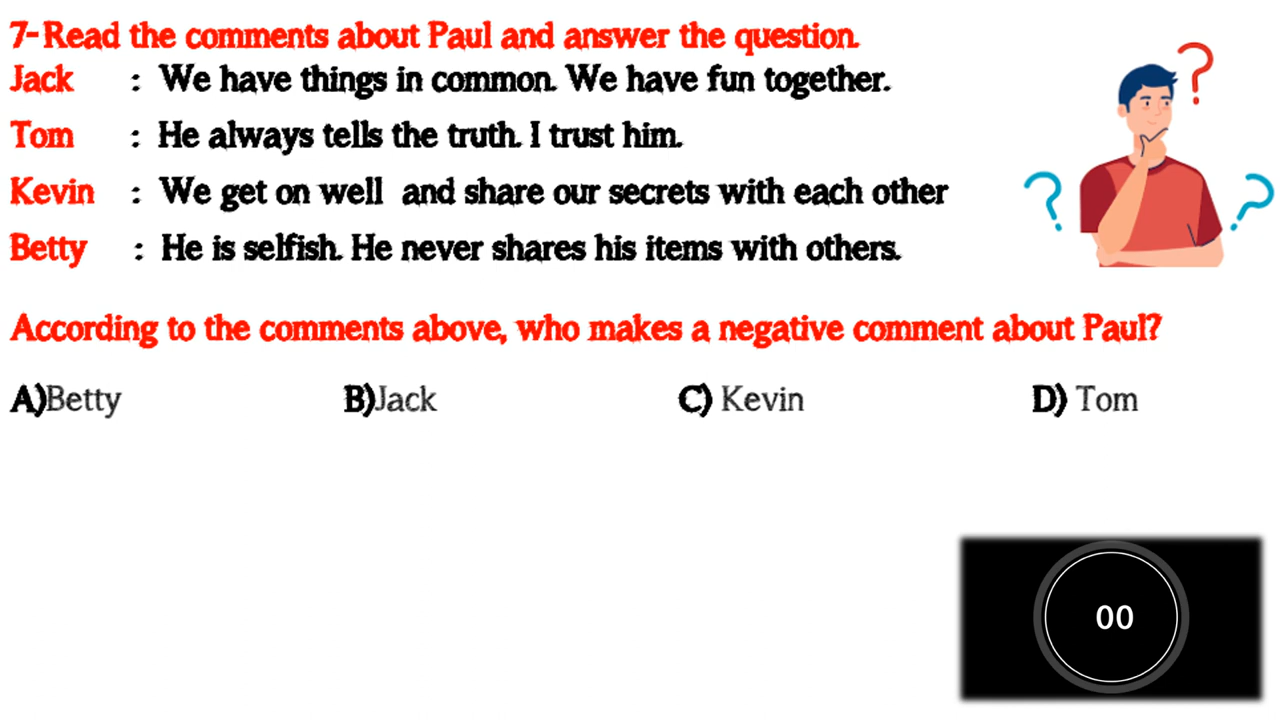 7-Read the comments about Paul and answer the question.
Jack : We have things in common. We have fun together.
Tom : He always tells the truth. I trust him.
Kevin : We get on well and share our secrets with each other
Betty : He is selfish. He never shares his items with others.
According to the comments above, who makes a negative comment about Paul?
A)Betty B)Jack C) Kevin D) Tom
00